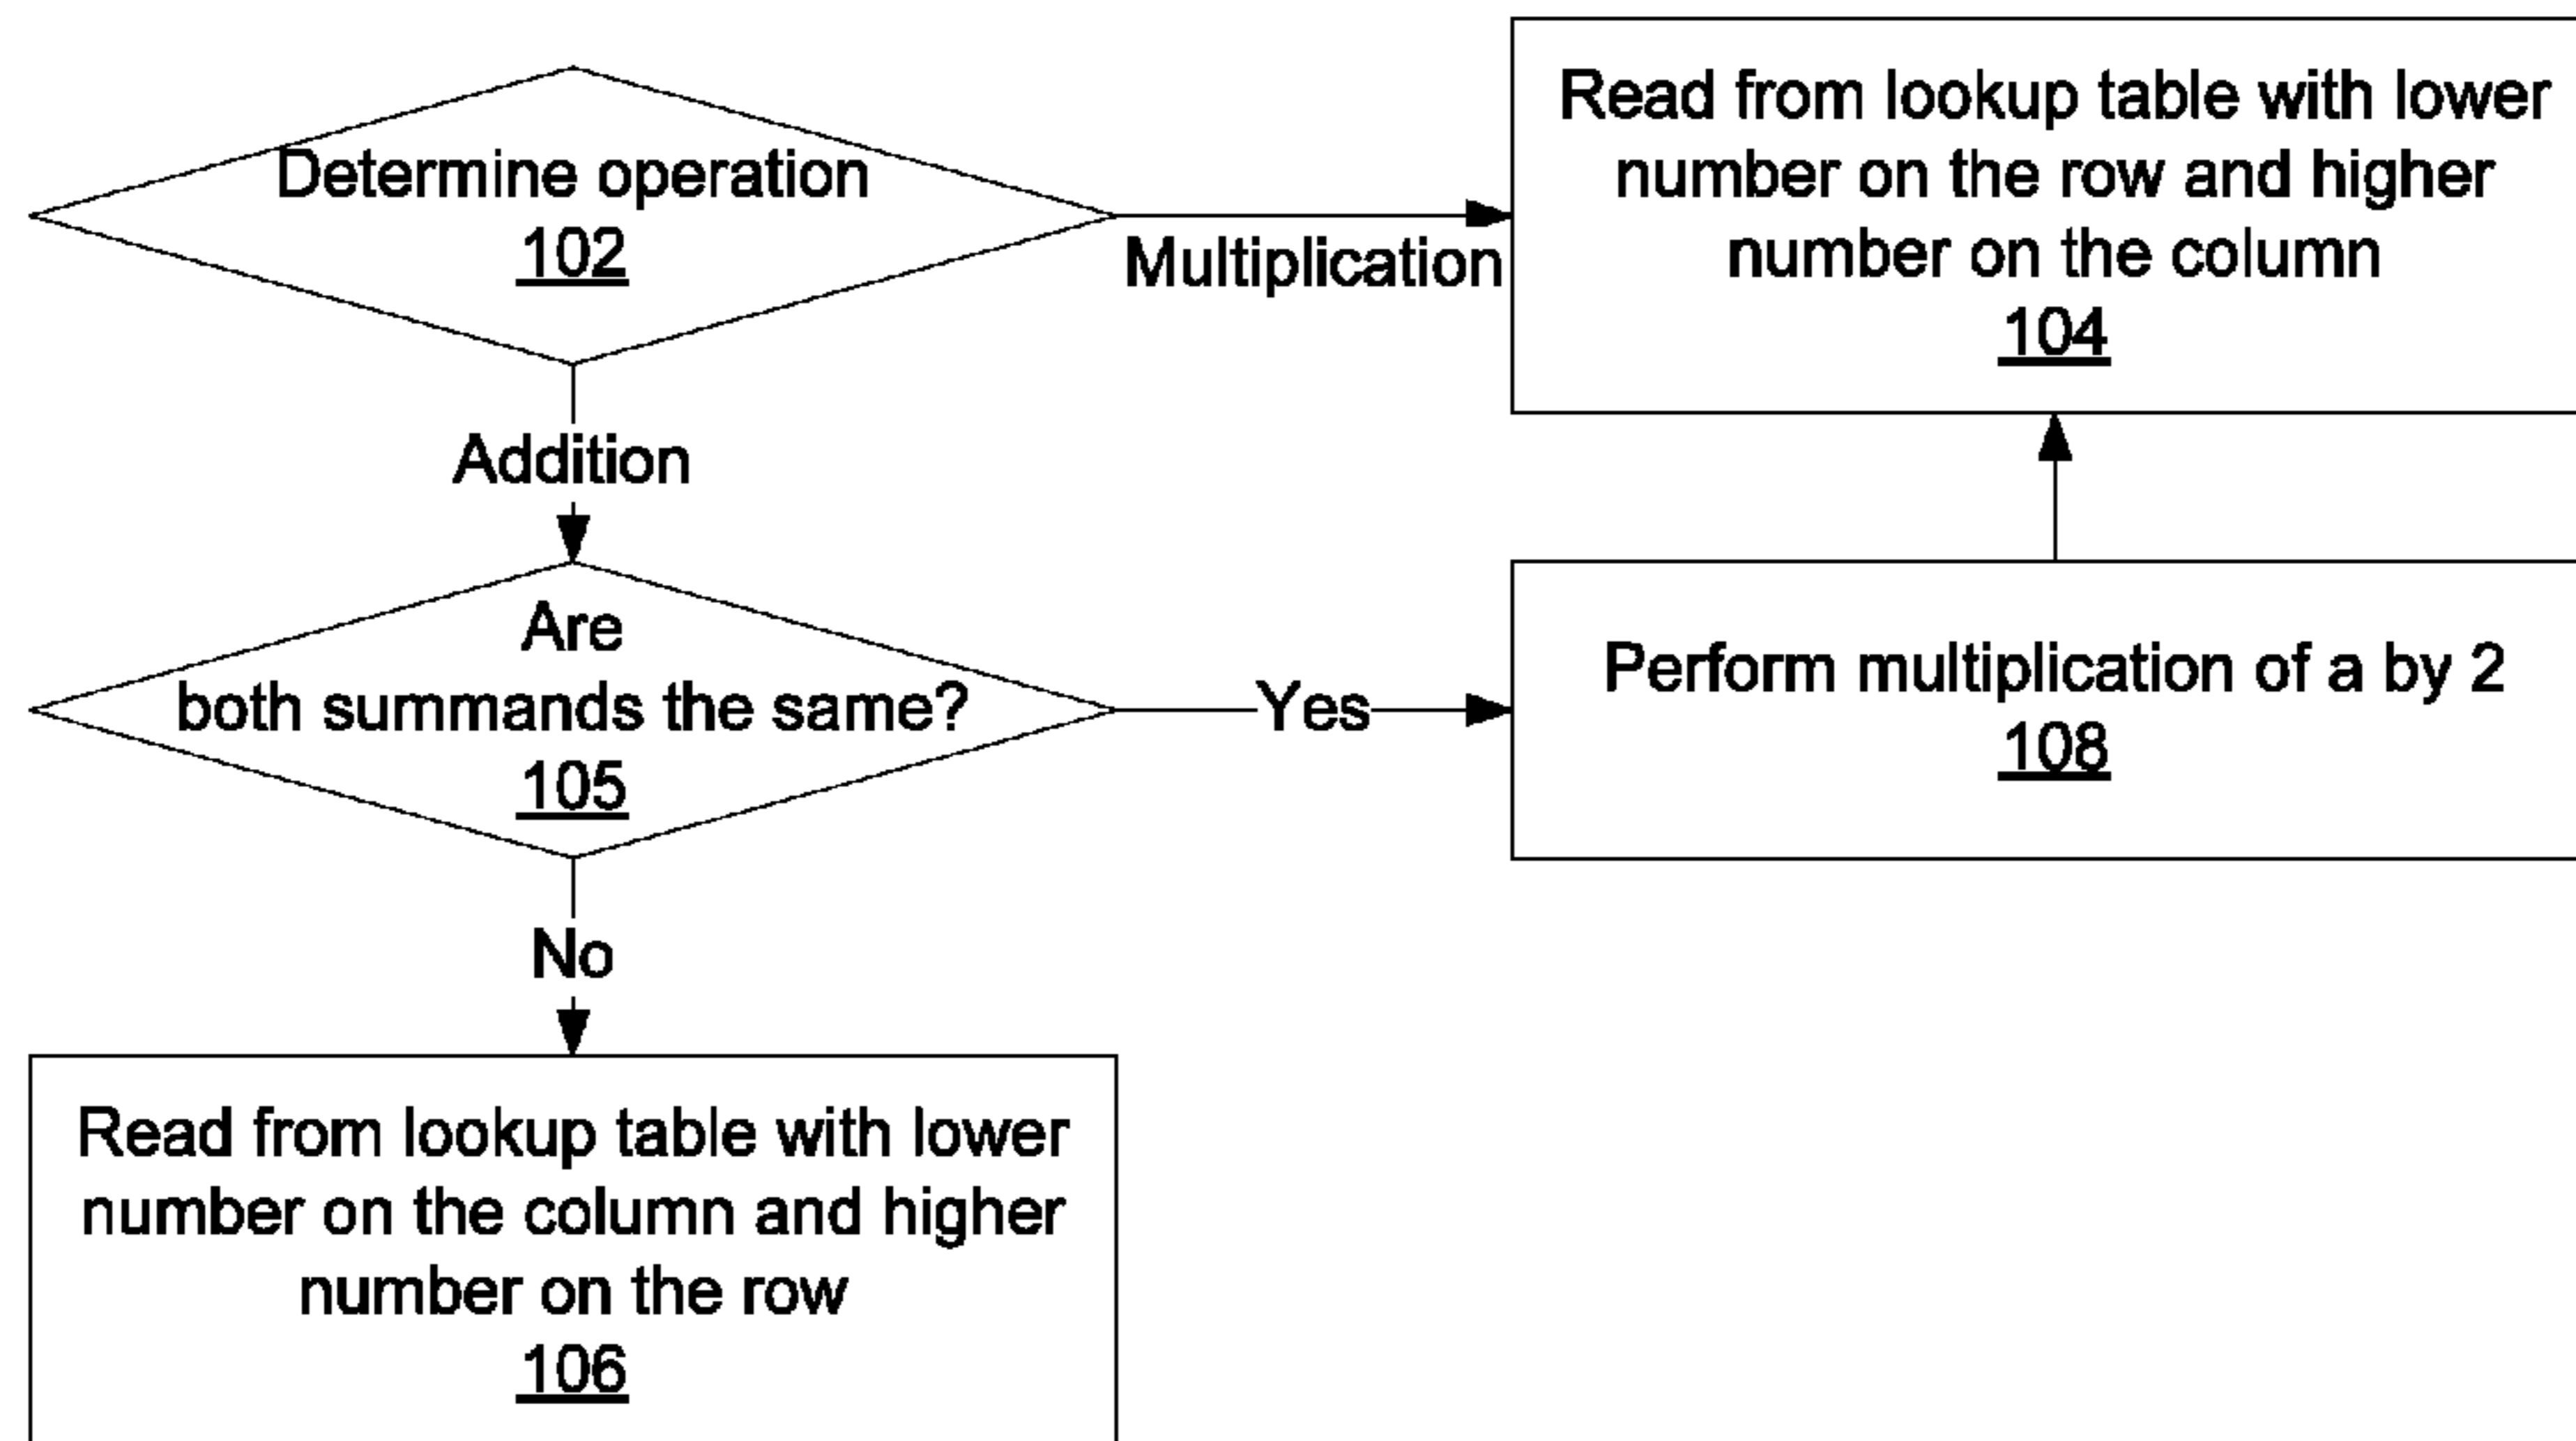 Determine operation
102
Multiplication
Read from lookup table with lower
number on the row and higher
number on the column
104
Addition
Are
both summands the same?
105
Yes
Perform multiplication of a by 2
108
No
Read from lookup table with lower
number on the column and higher
number on the row
106